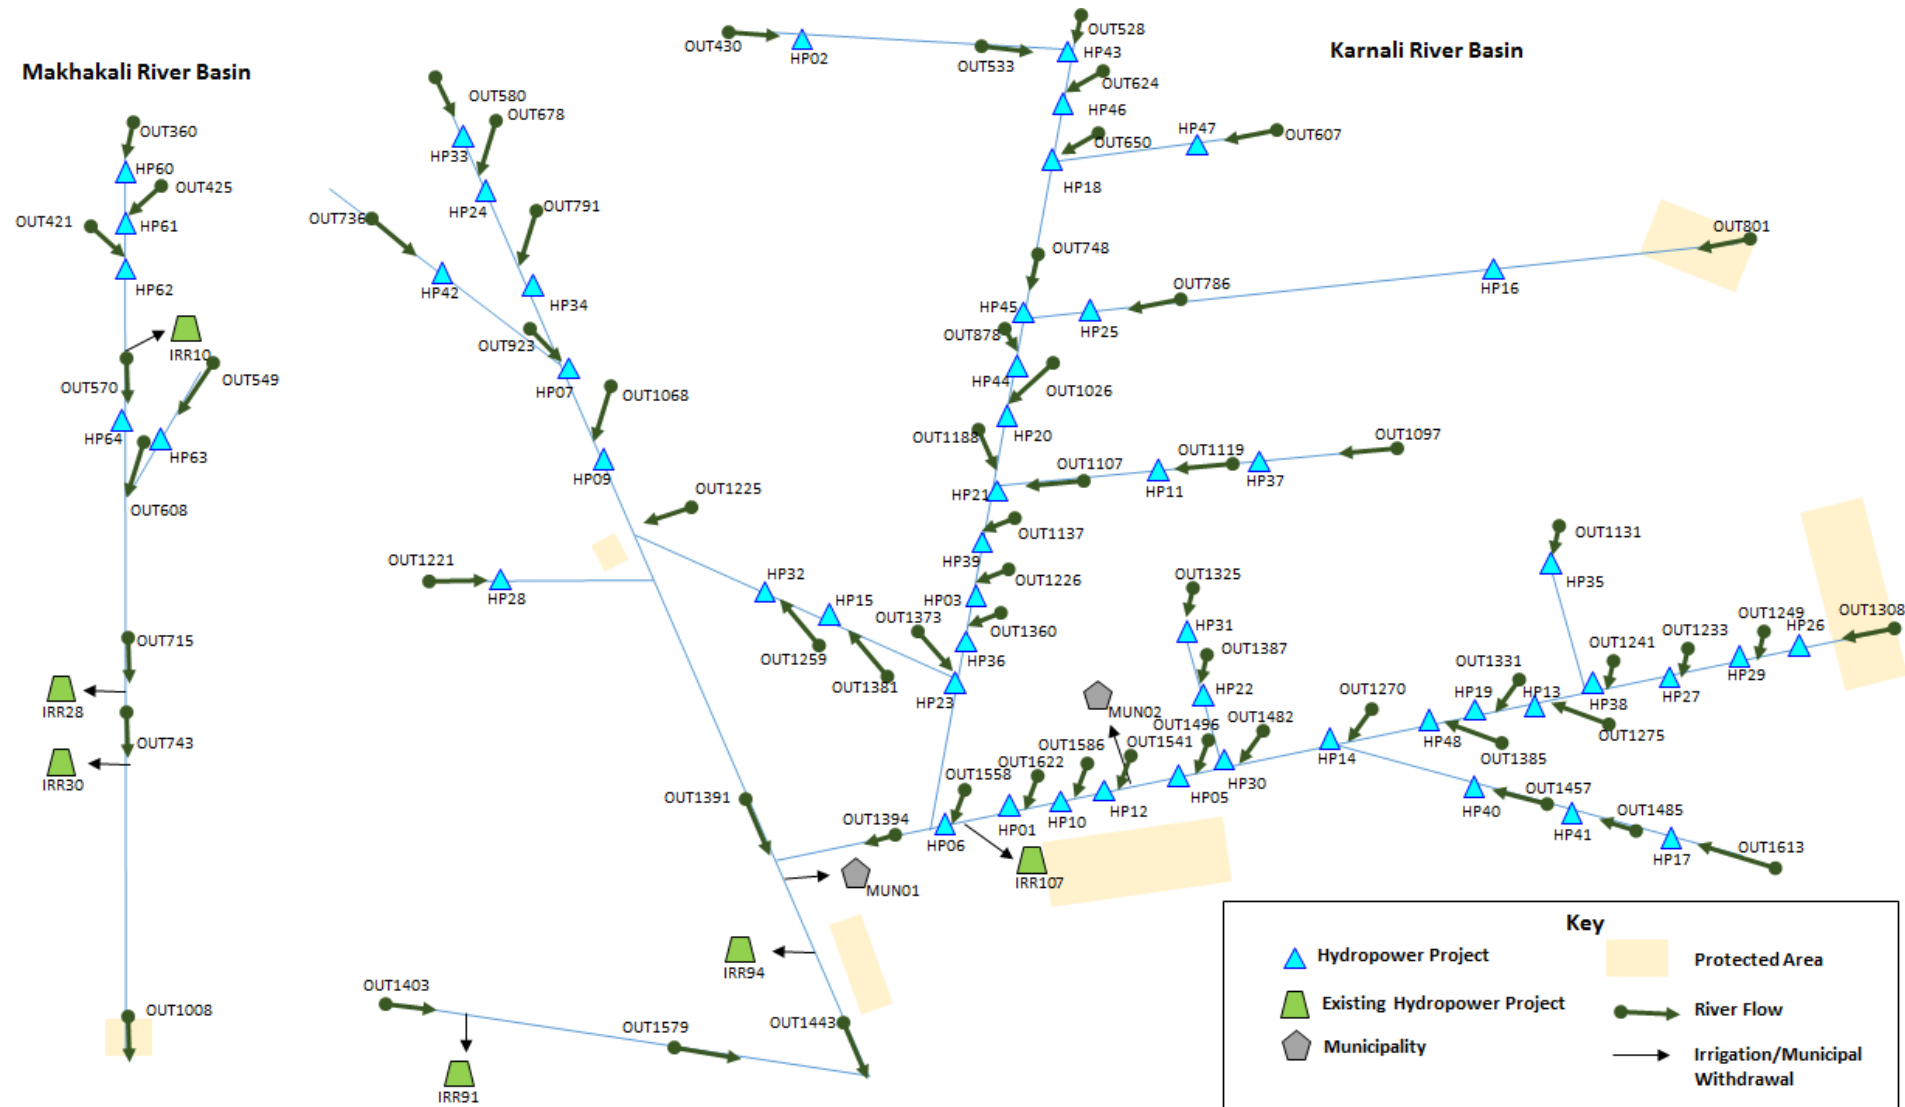 Makhakali River Basin
Karnali River Basin
OUT430
HP02
OUT533
OUT528
HP43
OUT624
HP46
OUT650
HP47
OUT607
HP18
OUT360
HP60
OUT425
OUT421
HP61
HP62
IRR10
OUT570
OUT549
HP64
HP63
OUT608
OUT715
IRR28
OUT743
IRR30
OUT1008
OUT580
OUT678
HP33
HP24
OUT791
OUT736
HP42
HP34
OUT923
HP07
OUT1068
HP09
OUT1225
OUT1221
HP28
HP32
HP15
OUT1259
OUT1381
OUT1373
OUT748
OUT801
OUT786
HP16
HP45
HP25
OUT878
HP44
OUT1026
HP20
OUT1188
OUT1107
OUT1119
OUT1097
HP21
HP11
HP37
OUT1137
HP39
OUT1226
HP03
OUT1360
HP36
HP23
OUT1325
HP31
OUT1387
HP22
OUT1131
HP35
OUT1249
OUT1308
HP26
OUT1233
OUT1241
HP29
HP27
HP38
OUT1331
HP19
HP13
OUT1275
OUT1270
HP48
OUT1385
HP14
MUN02
OUT1496
OUT1482
OUT1541
OUT1586
OUT1622
OUT1558
HP30
HP05
HP12
HP10
HP01
HP06
OUT1457
HP40
OUT1485
HP41
HP17
OUT1613
OUT1391
OUT1394
MUN01
IRR107
IRR94
OUT1403
OUT1579
OUT1443
IRR91
Key
Hydropower Project
Protected Area
Existing Hydropower Project
River Flow
Municipality
Irrigation/Municipal
Withdrawal